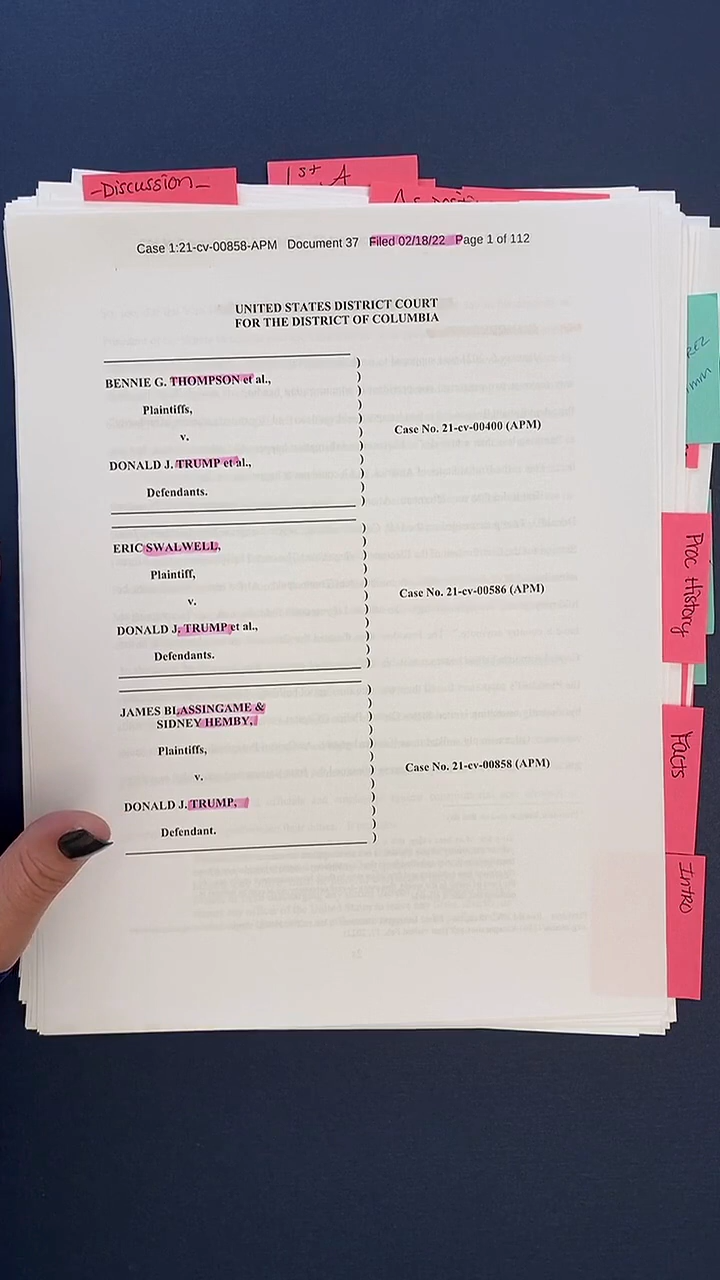 -Discussion-
1st A
Case 1:21-cv-00858-APM Document 37 Filed 02/18/22 Page 1 of 112
UNITED STATES DISTRICT COURT
FOR THE DISTRICT OF COLUMBIA
BENNIE G. THOMPSON et al.,
Plaintiffs,
v.
DONALD J. TRUMP et al.,
Defendants.
Case No. 21-cv-00400 (APM)
ERIC SWALWELL,
Plaintiff,
v.
DONALD J. TRUMP et al.,
Defendants.
Case No. 21-cv-00586 (APM)
JAMES BLASSINGAME &
SIDNEY HEMBY,
Plaintiffs,
v.
DONALD J. TRUMP,
Defendant.
Case No. 21-cv-00858 (APM)
Proc History
Facts
Intro